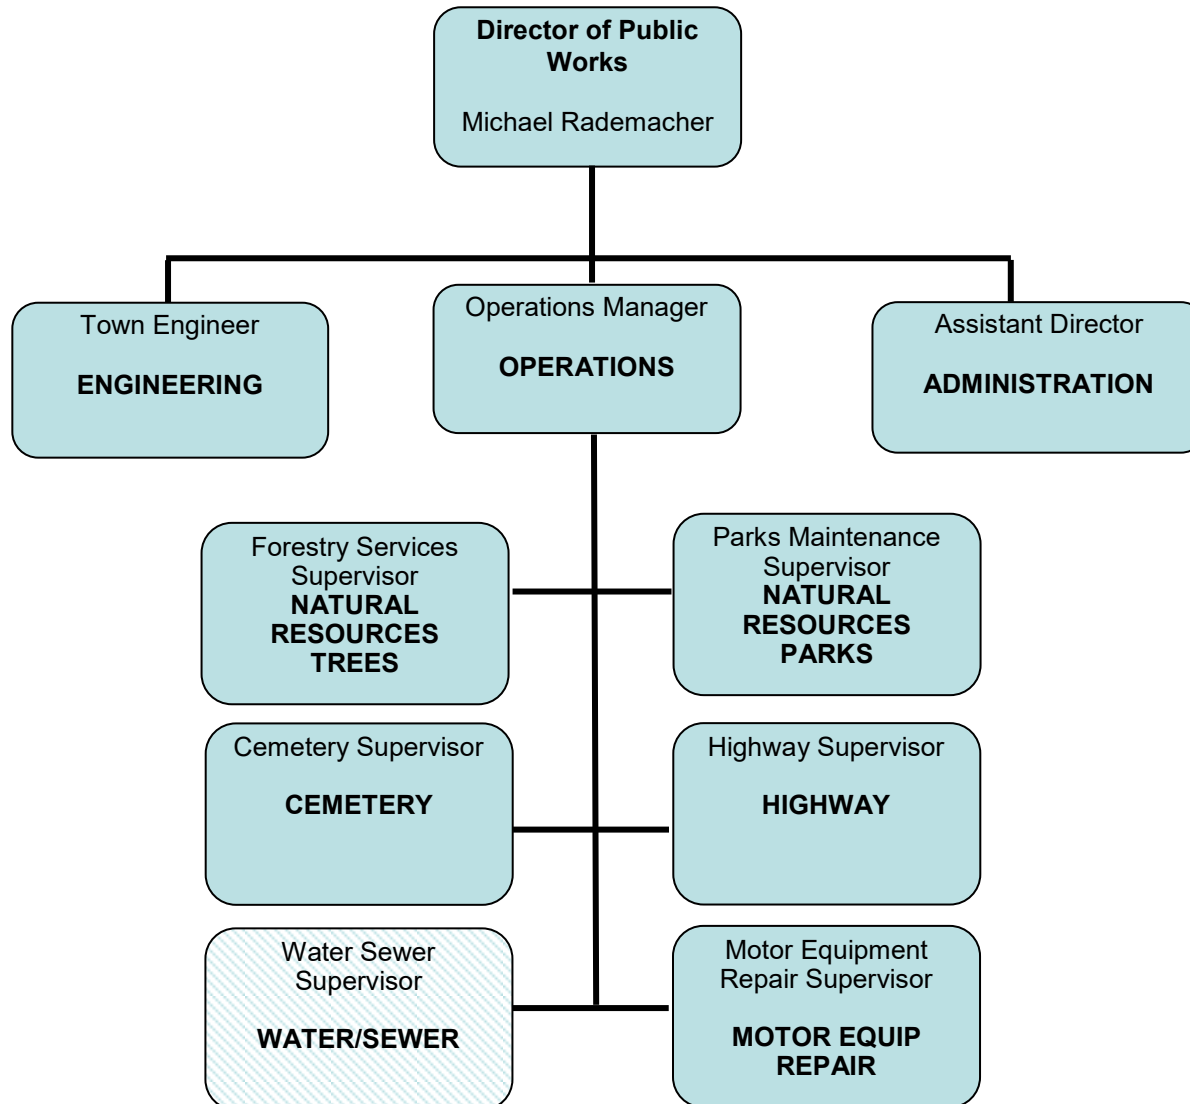 Director of Public
Works
Michael Rademacher
Town Engineer
ENGINEERING
Operations Manager
OPERATIONS
Assistant Director
ADMINISTRATION
Forestry Services
Supervisor
NATURAL
RESOURCES
TREES
Parks Maintenance
Supervisor
NATURAL
RESOURCES
PARKS
Cemetery Supervisor
CEMETERY
Highway Supervisor
HIGHWAY
Water Sewer
Supervisor
WATER/SEWER
Motor Equipment
Repair Supervisor
MOTOR EQUIP
REPAIR